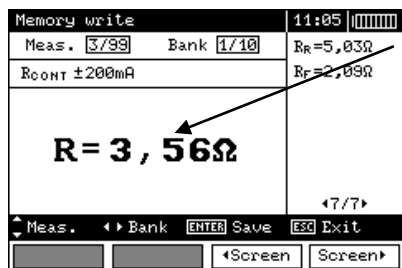 Memory write 11:05
Meas. 3/99 Bank 1/10
RR=5,03Ω
RCONT ±200mA
RF=2,09Ω
R= 3,56Ω
◂7/7▸
Meas. ◂▸Bank ENTER Save ESC Exit
◂Screen Screen▸